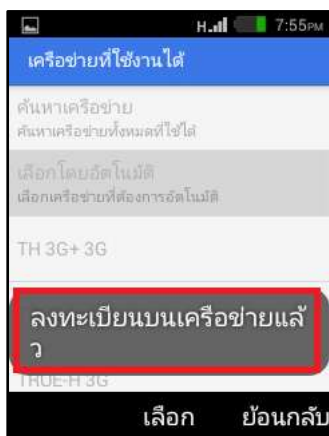 H 7:55PM
เครือข่ายที่ใช้งานได้
ค้นหาเครือข่าย
ค้นหาเครือข่ายทั้งหมดที่ใช้ได้
เลือกโดยอัตโนมัติ
เลือกเครือข่ายที่ต้องการอัตโนมัติ
TH 3G+ 3G
ลงทะเบียนบนเครือข่ายแล้
ว
TRUE-H 3G
เลือก ย้อนกลับ